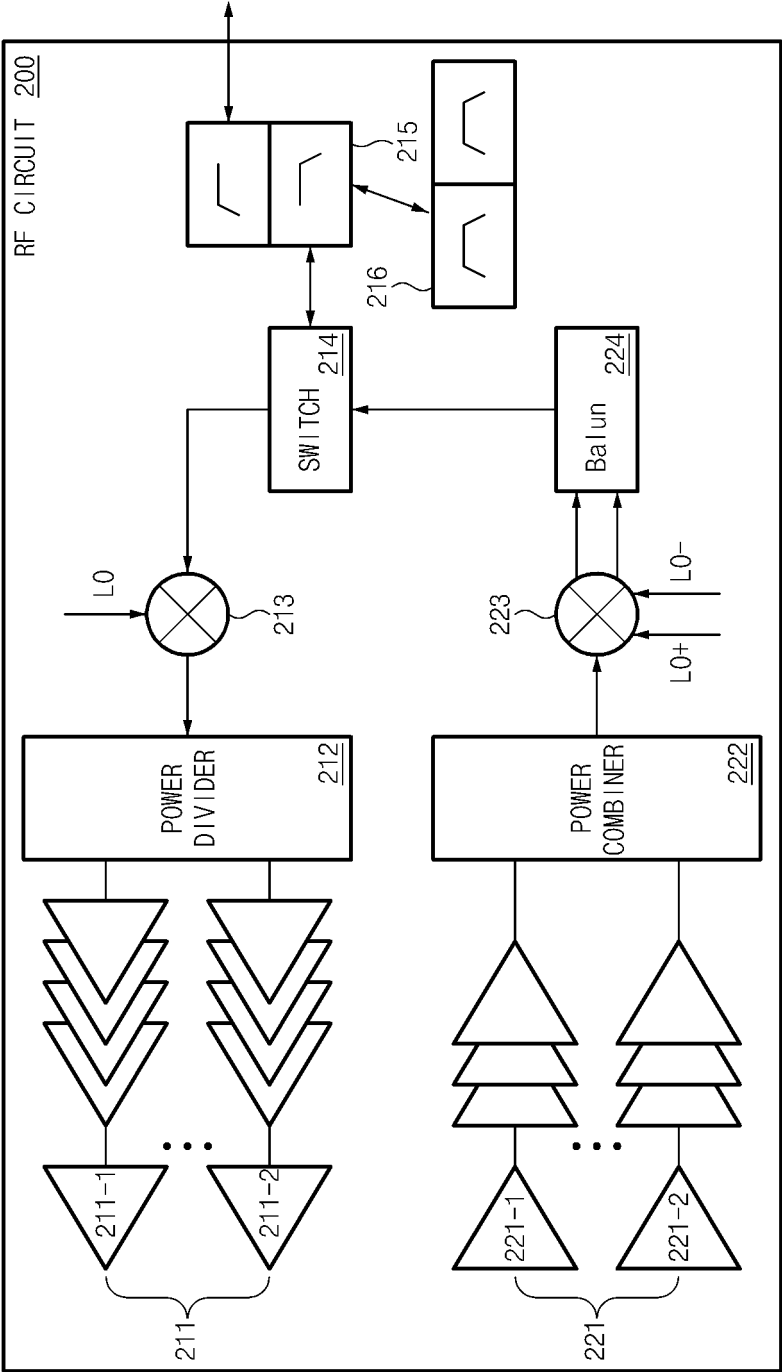 RF CIRCUIT 200
211
211-1
211-2
POWER
DIVIDER
212
LO
213
SWITCH
214
215
216
221
221-1
221-2
POWER
COMBINER
222
223
LO+
LO-
Balun
224